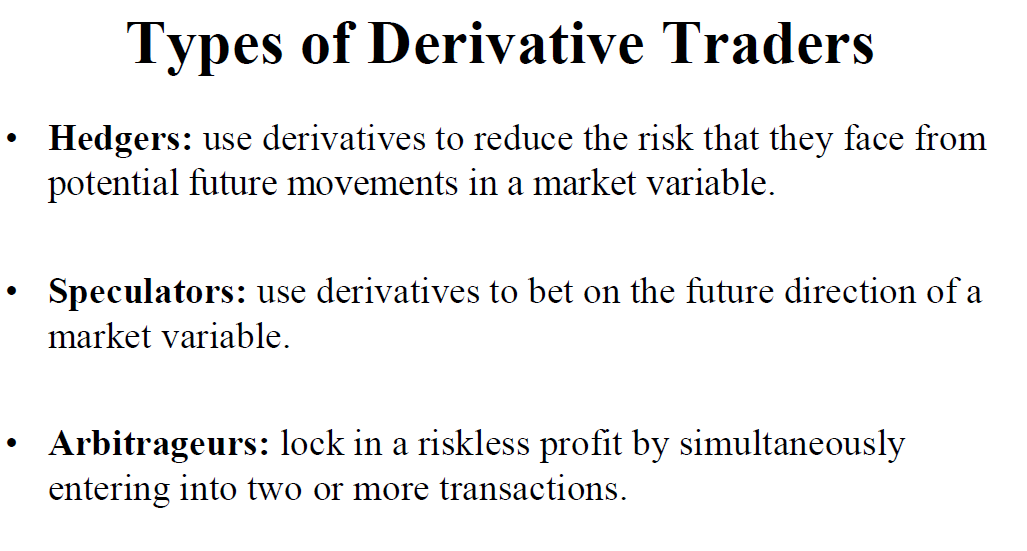 Types of Derivative Traders
• Hedgers: use derivatives to reduce the risk that they face from
potential future movements in a market variable.
• Speculators: use derivatives to bet on the future direction of a
market variable.
• Arbitrageurs: lock in a riskless profit by simultaneously
entering into two or more transactions.